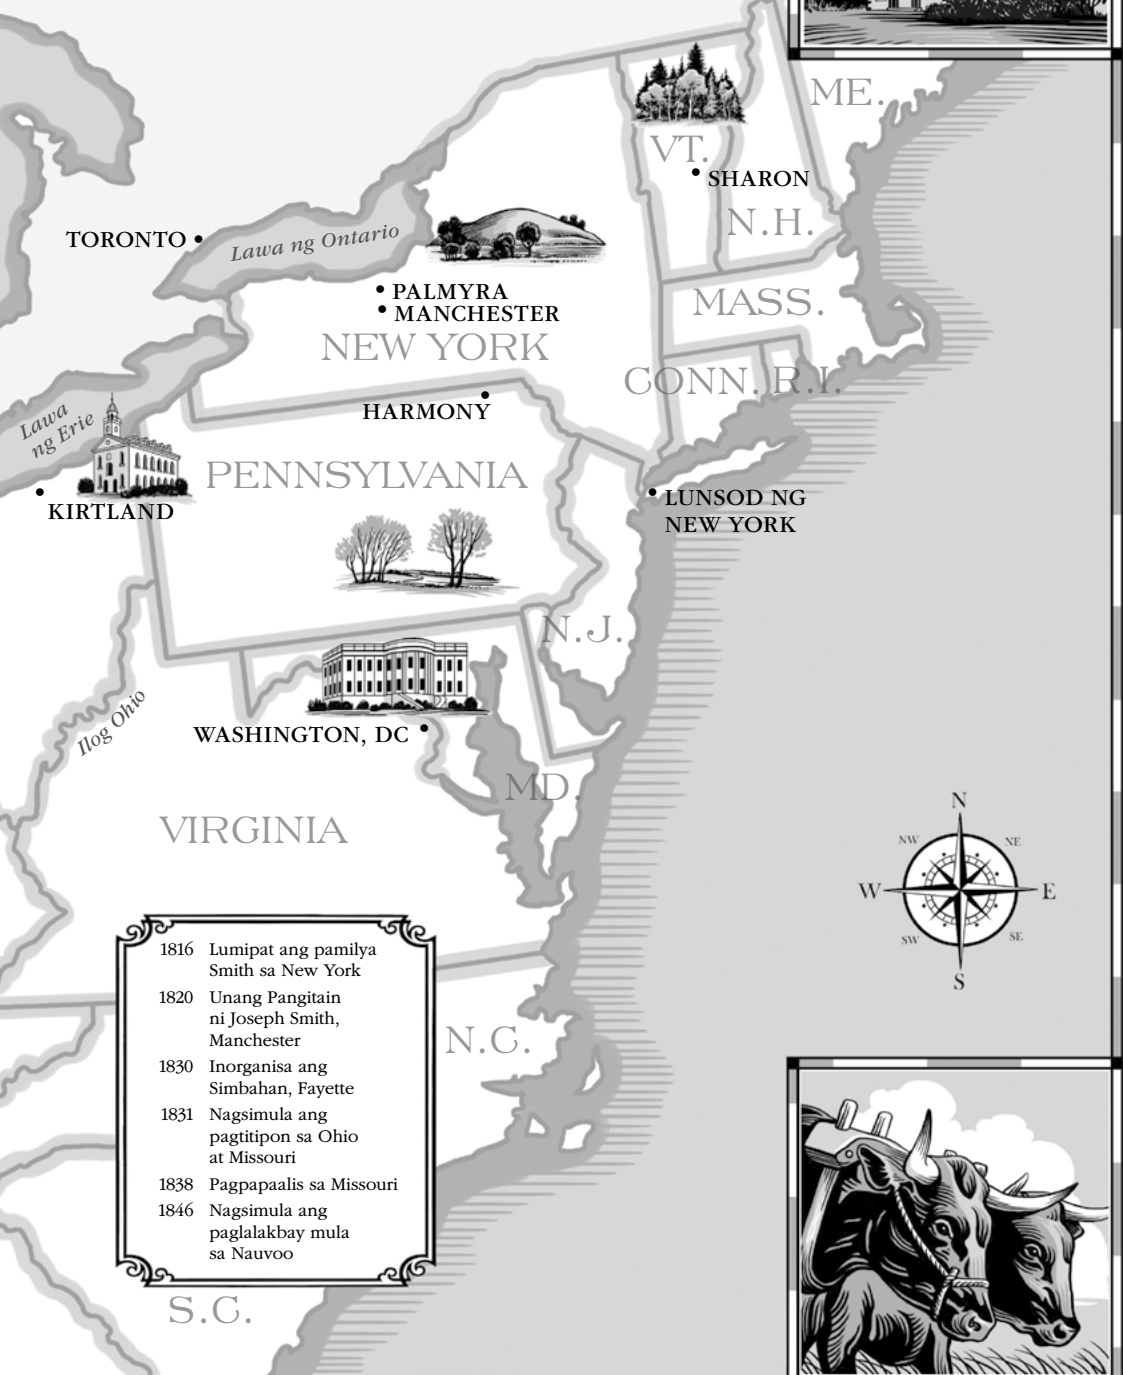 ME.
VT.
SHARON
N.H.
TORONTO
Lawa ng Ontario
PALMYRA
MANCHESTER
MASS.
NEW YORK
CONN.
R.I.
HARMONY
Lawa
ng Erie
PENNSYLVANIA
KIRTLAND
LUNSOD NG
NEW YORK
N.J.
Ilog Ohio
WASHINGTON, DC
MD.
VIRGINIA
N
NW
NE
W
E
SW
SE
S
1816 Lumipat ang pamilya
Smith sa New York
1820 Unang Pangitain
ni Joseph Smith,
Manchester
1830 Inorganisa ang
Simbahan, Fayette
1831 Nagsimula ang
pagtitipon sa Ohio
at Missouri
1838 Pagpapaalis sa Missouri
1846 Nagsimula ang
paglalakbay mula
sa Nauvoo
N.C.
S.C.